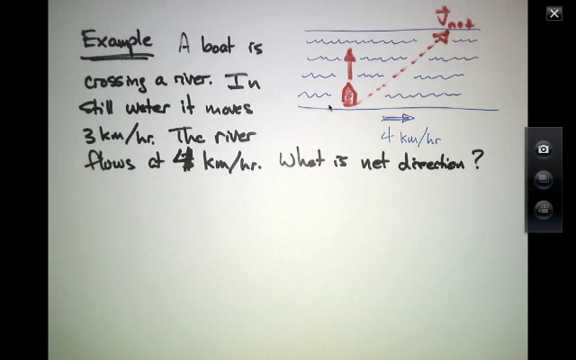 Example A boat is
crossing a river. In
still water it moves
3 km/hr. The river
flows at 4 km/hr. What is net direction?
v net
4 km/hr